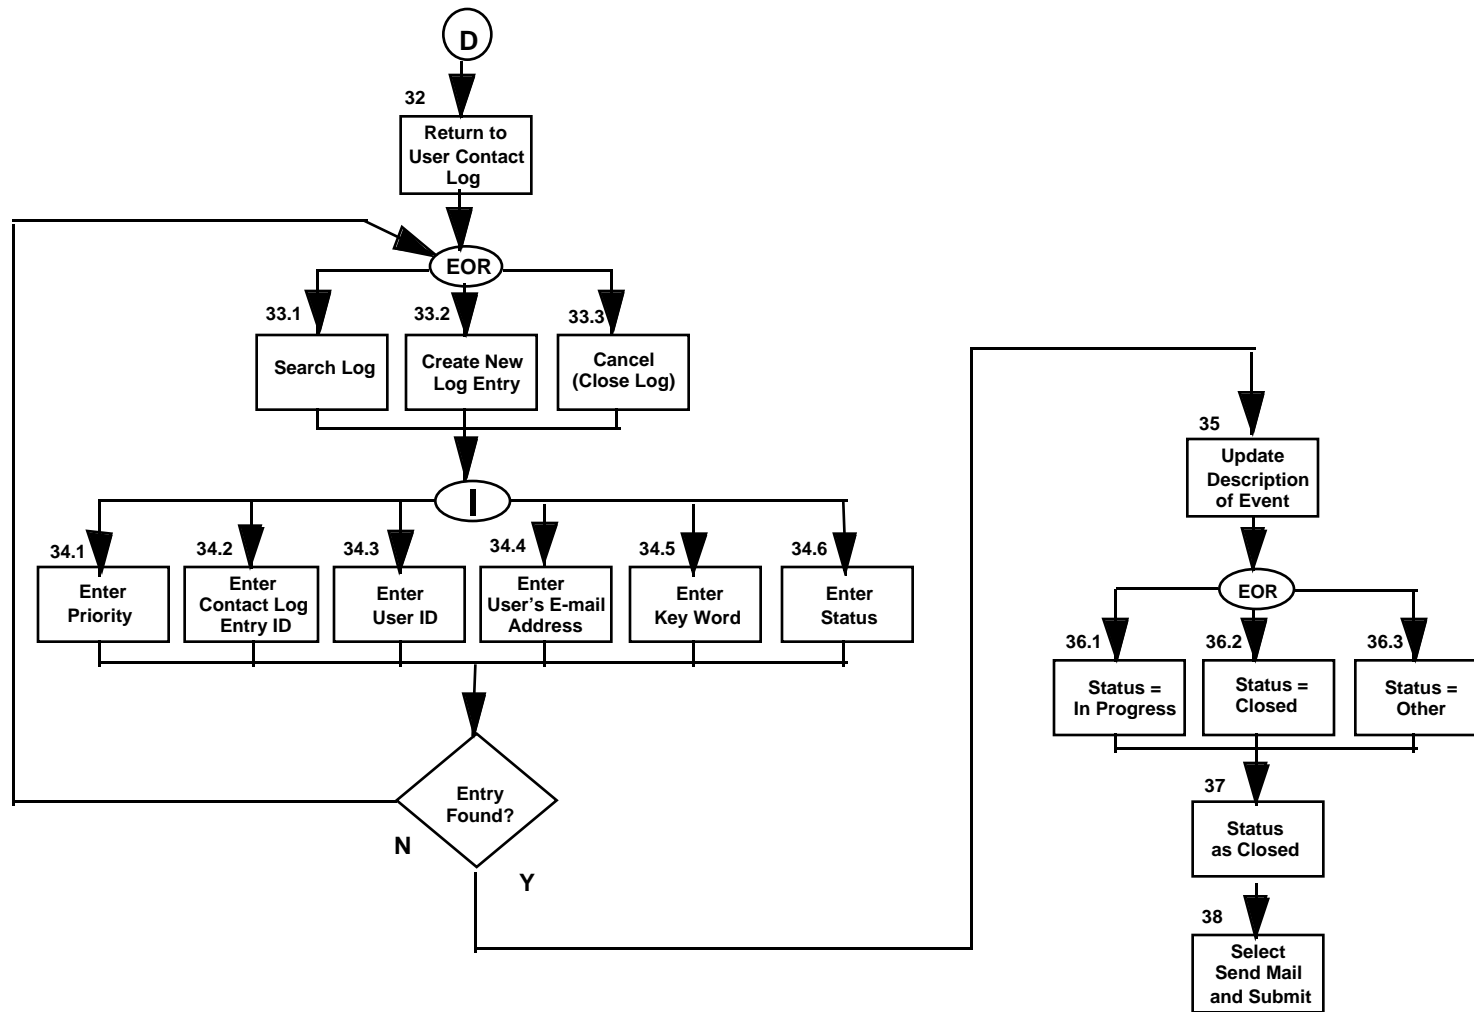 D
32
Return to
User Contact
Log
EOR
33.1
Search Log
33.2
Create New
Log Entry
33.3
Cancel
(Close Log)
I
34.1
Enter
Priority
34.2
Enter
Contact Log
Entry ID
34.3
Enter
User ID
34.4
Enter
User's E-mail
Address
34.5
Enter
Key Word
34.6
Enter
Status
Entry
Found?
N
Y
35
Update
Description
of Event
EOR
36.1
Status =
In Progress
36.2
Status =
Closed
36.3
Status =
Other
37
Status
as Closed
38
Select
Send Mail
and Submit